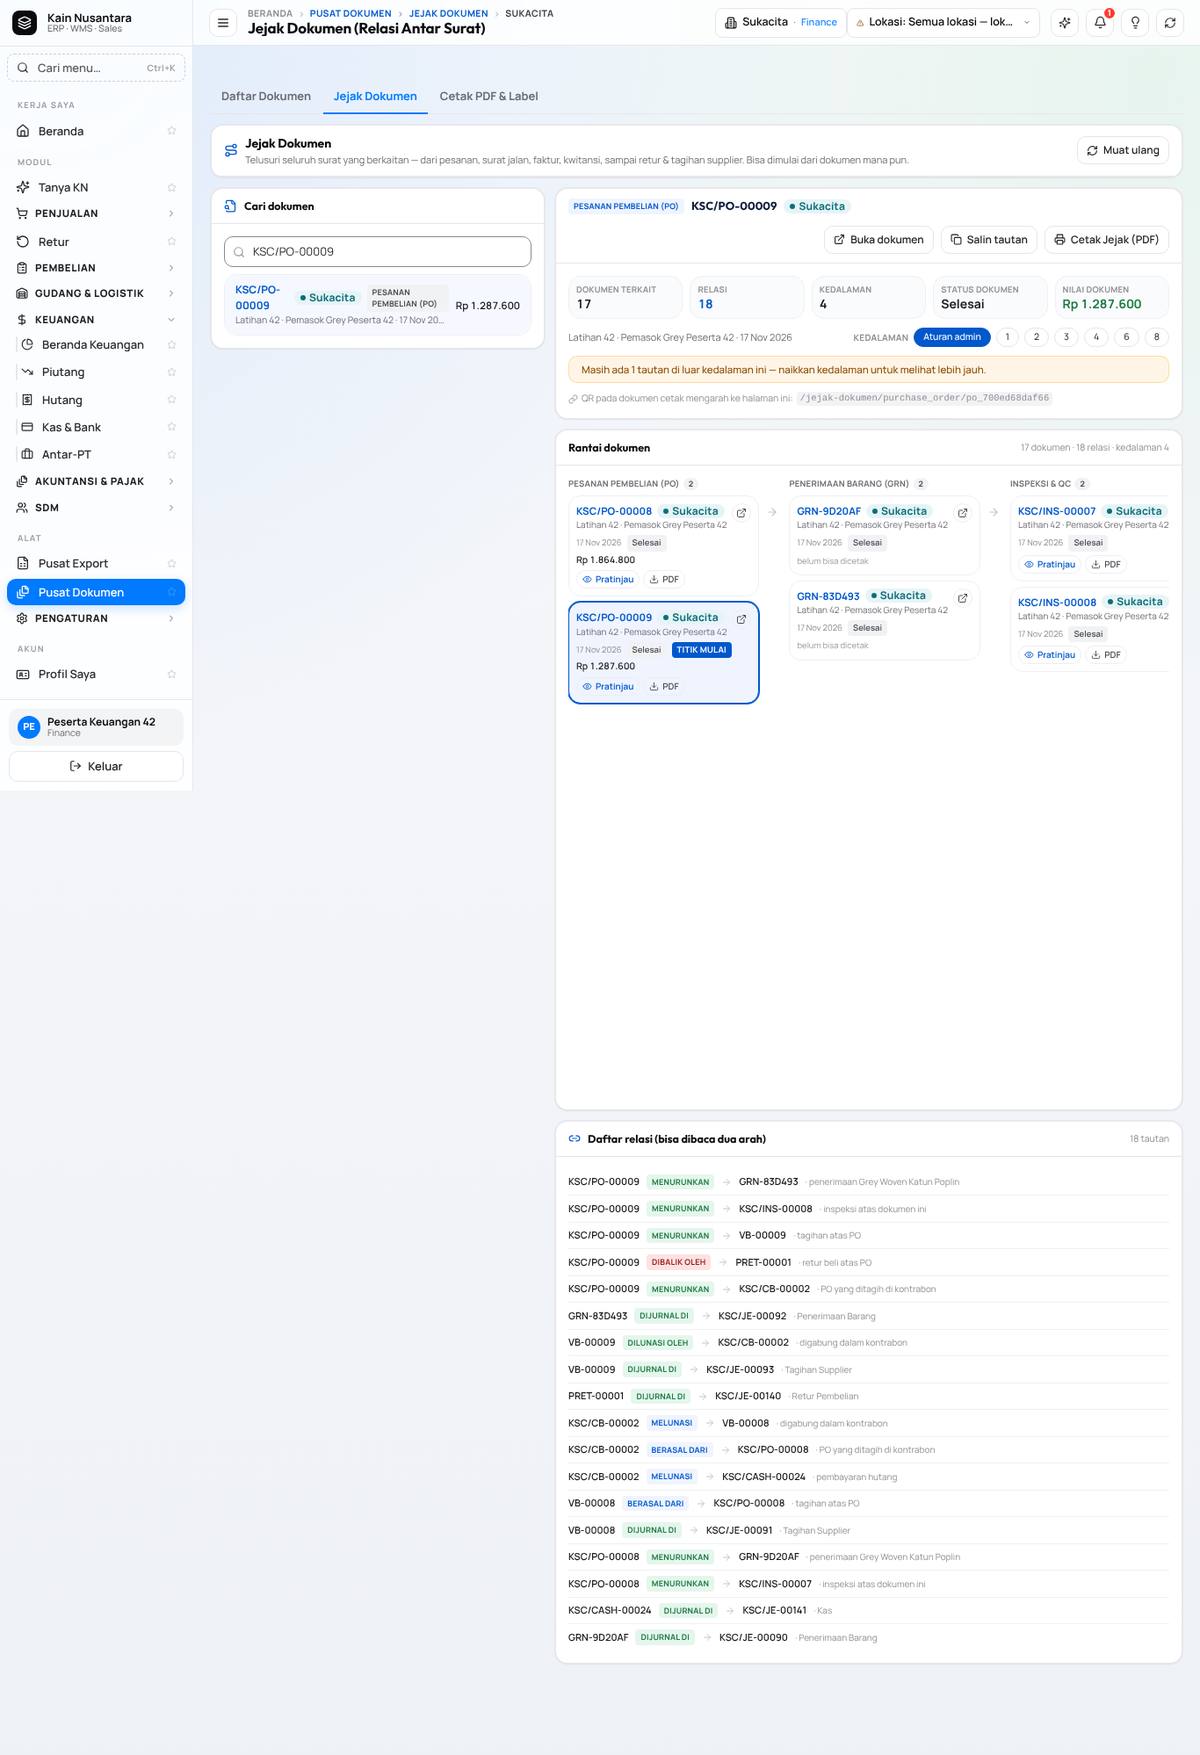 Kain Nusantara
ERP · WMS · Sales
Cari menu... Ctrl+K
KERJA SAYA
Beranda
MODUL
Tanya KN
PENJUALAN
Retur
PEMBELIAN
GUDANG & LOGISTIK
KEUANGAN
Beranda Keuangan
Piutang
Hutang
Kas & Bank
Antar-PT
AKUNTANSI & PAJAK
SDM
ALAT
Pusat Export
Pusat Dokumen
PENGATURAN
AKUN
Profil Saya
PE Peserta Keuangan 42
Finance
Keluar
BERANDA > PUSAT DOKUMEN > JEJAK DOKUMEN > SUKACITA
Jejak Dokumen (Relasi Antar Surat)
Sukacita · Finance
Lokasi: Semua lokasi — lok...
1
Daftar Dokumen Jejak Dokumen Cetak PDF & Label
Jejak Dokumen
Telusuri seluruh surat yang berkaitan — dari pesanan, surat jalan, faktur, kwitansi, sampai retur & tagihan supplier. Bisa dimulai dari dokumen mana pun.
Muat ulang
Cari dokumen
KSC/PO-00009
KSC/PO-00009 Sukacita PESANAN PEMBELIAN (PO) Rp 1.287.600
Latihan 42 · Pemasok Grey Peserta 42 · 17 Nov 20...
PESANAN PEMBELIAN (PO) KSC/PO-00009 Sukacita
Buka dokumen Salin tautan Cetak Jejak (PDF)
DOKUMEN TERKAIT
17
RELASI
18
KEDALAMAN
4
STATUS DOKUMEN
Selesai
NILAI DOKUMEN
Rp 1.287.600
Latihan 42 · Pemasok Grey Peserta 42 · 17 Nov 2026
KEDALAMAN Aturan admin 1 2 3 4 6 8
Masih ada 1 tautan di luar kedalaman ini — naikkan kedalaman untuk melihat lebih jauh.
QR pada dokumen cetak mengarah ke halaman ini: /jejak-dokumen/purchase_order/po_700ed68daf66
Rantai dokumen
17 dokumen · 18 relasi · kedalaman 4
PESANAN PEMBELIAN (PO) 2
KSC/PO-00008 Sukacita
Latihan 42 · Pemasok Grey Peserta 42
17 Nov 2026 Selesai
Rp 1.864.800
Pratinjau PDF
KSC/PO-00009 Sukacita
Latihan 42 · Pemasok Grey Peserta 42
17 Nov 2026 Selesai TITIK MULAI
Rp 1.287.600
Pratinjau PDF
PENERIMAAN BARANG (GRN) 2
GRN-9D20AF Sukacita
Latihan 42 · Pemasok Grey Peserta 42
17 Nov 2026 Selesai
belum bisa dicetak
GRN-83D493 Sukacita
Latihan 42 · Pemasok Grey Peserta 42
17 Nov 2026 Selesai
belum bisa dicetak
INSPEKSI & QC 2
KSC/INS-00007 Sukacita
Latihan 42 · Pemasok Grey Peserta 42
17 Nov 2026 Selesai
Pratinjau PDF
KSC/INS-00008 Sukacita
Latihan 42 · Pemasok Grey Peserta 42
17 Nov 2026 Selesai
Pratinjau PDF
Daftar relasi (bisa dibaca dua arah)
18 tautan
KSC/PO-00009 MENURUNKAN → GRN-83D493 · penerimaan Grey Woven Katun Poplin
KSC/PO-00009 MENURUNKAN → KSC/INS-00008 · inspeksi atas dokumen ini
KSC/PO-00009 MENURUNKAN → VB-00009 · tagihan atas PO
KSC/PO-00009 DIBALIK OLEH → PRET-00001 · retur beli atas PO
KSC/PO-00009 MENURUNKAN → KSC/CB-00002 · PO yang ditagih di kontrabon
GRN-83D493 DIJURNAL DI → KSC/JE-00092 · Penerimaan Barang
VB-00009 DILUNASI OLEH → KSC/CB-00002 · digabung dalam kontrabon
VB-00009 DIJURNAL DI → KSC/JE-00093 · Tagihan Supplier
PRET-00001 DIJURNAL DI → KSC/JE-00140 · Retur Pembelian
KSC/CB-00002 MELUNASI → VB-00008 · digabung dalam kontrabon
KSC/CB-00002 BERASAL DARI → KSC/PO-00008 · PO yang ditagih di kontrabon
KSC/CB-00002 MELUNASI → KSC/CASH-00024 · pembayaran hutang
VB-00008 BERASAL DARI → KSC/PO-00008 · tagihan atas PO
VB-00008 DIJURNAL DI → KSC/JE-00091 · Tagihan Supplier
KSC/PO-00008 MENURUNKAN → GRN-9D20AF · penerimaan Grey Woven Katun Poplin
KSC/PO-00008 MENURUNKAN → KSC/INS-00007 · inspeksi atas dokumen ini
KSC/CASH-00024 DIJURNAL DI → KSC/JE-00141 · Kas
GRN-9D20AF DIJURNAL DI → KSC/JE-00090 · Penerimaan Barang